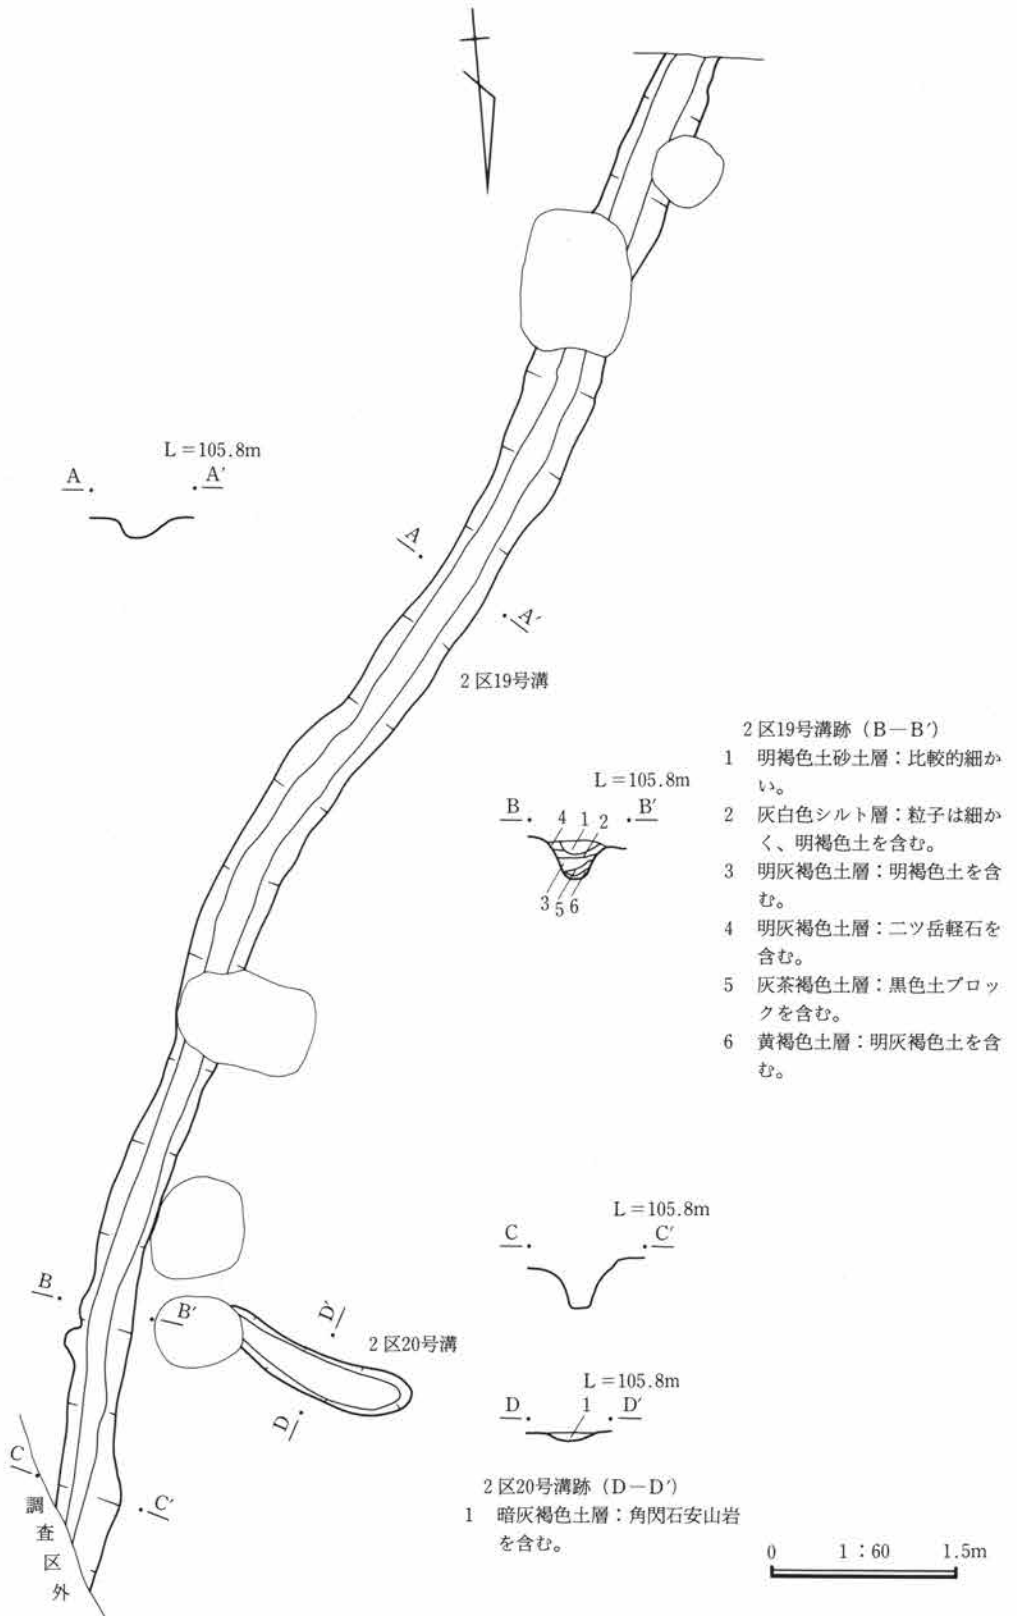 L＝105.8m
A A′
A
A′
2区19号溝
2区19号溝跡（B－B′）
1 明褐色土砂土層：比較的細か
い。
2 灰白色シルト層：粒子は細か
く、明褐色土を含む。
3 明灰褐色土層：明褐色土を含
む。
4 明灰褐色土層：二ツ岳軽石を
含む。
5 灰茶褐色土層：黒色土ブロッ
クを含む。
6 黄褐色土層：明灰褐色土を含
む。
L＝105.8m
B B′
4 1 2
3 5 6
L＝105.8m
C C′
B
B′
D′
2区20号溝
D
L＝105.8m
D 1 D′
C
C′
調
査
区
外
2区20号溝跡（D－D′）
1 暗灰褐色土層：角閃石安山岩
を含む。
0 1：60 1.5m